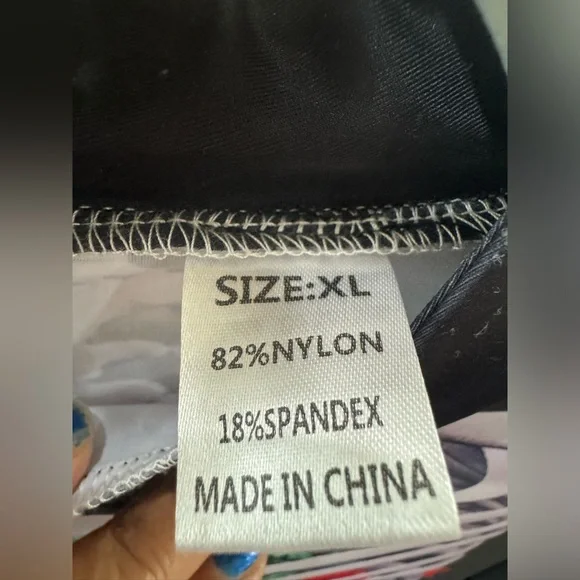 SIZE:XL
82%NYLON
18%SPANDEX
MADE IN CHINA